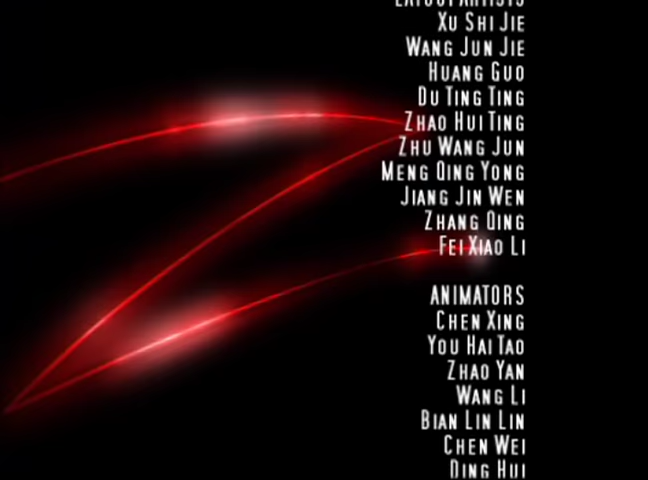 LAYOUT ARTISTS
XU SHI JIE
WANG JUN JIE
HUANG GUO
DU TING TING
ZHAO HUI TING
ZHU WANG JUN
MENG QING YONG
JIANG JIN WEN
ZHANG QING
FEI XIAO LI
ANIMATORS
CHEN XING
YOU HAI TAO
ZHAO YAN
WANG LI
BIAN LIN LIN
CHEN WEI
DING HUI